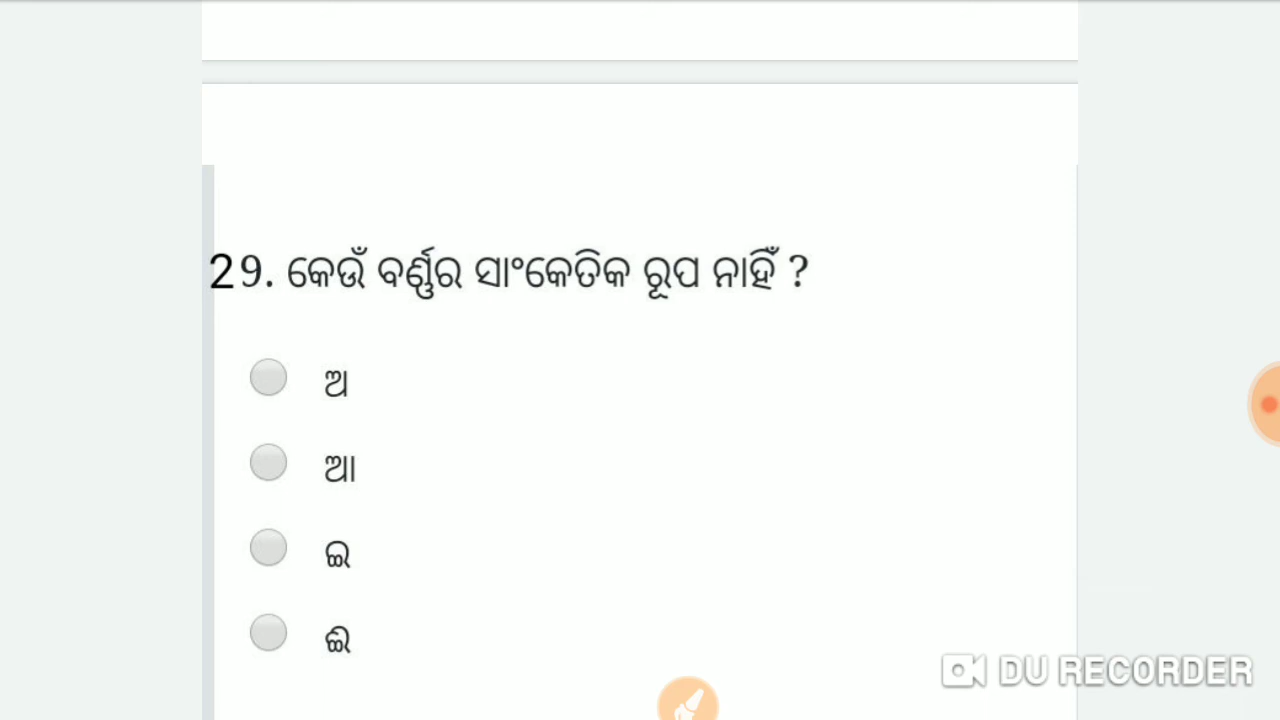 29. କେଉଁ ବର୍ଣ୍ଣର ସାଂକେତିକ ରୂପ ନାହିଁ ?
ଅ
ଆ
ଇ
ଈ
DU RECORDER